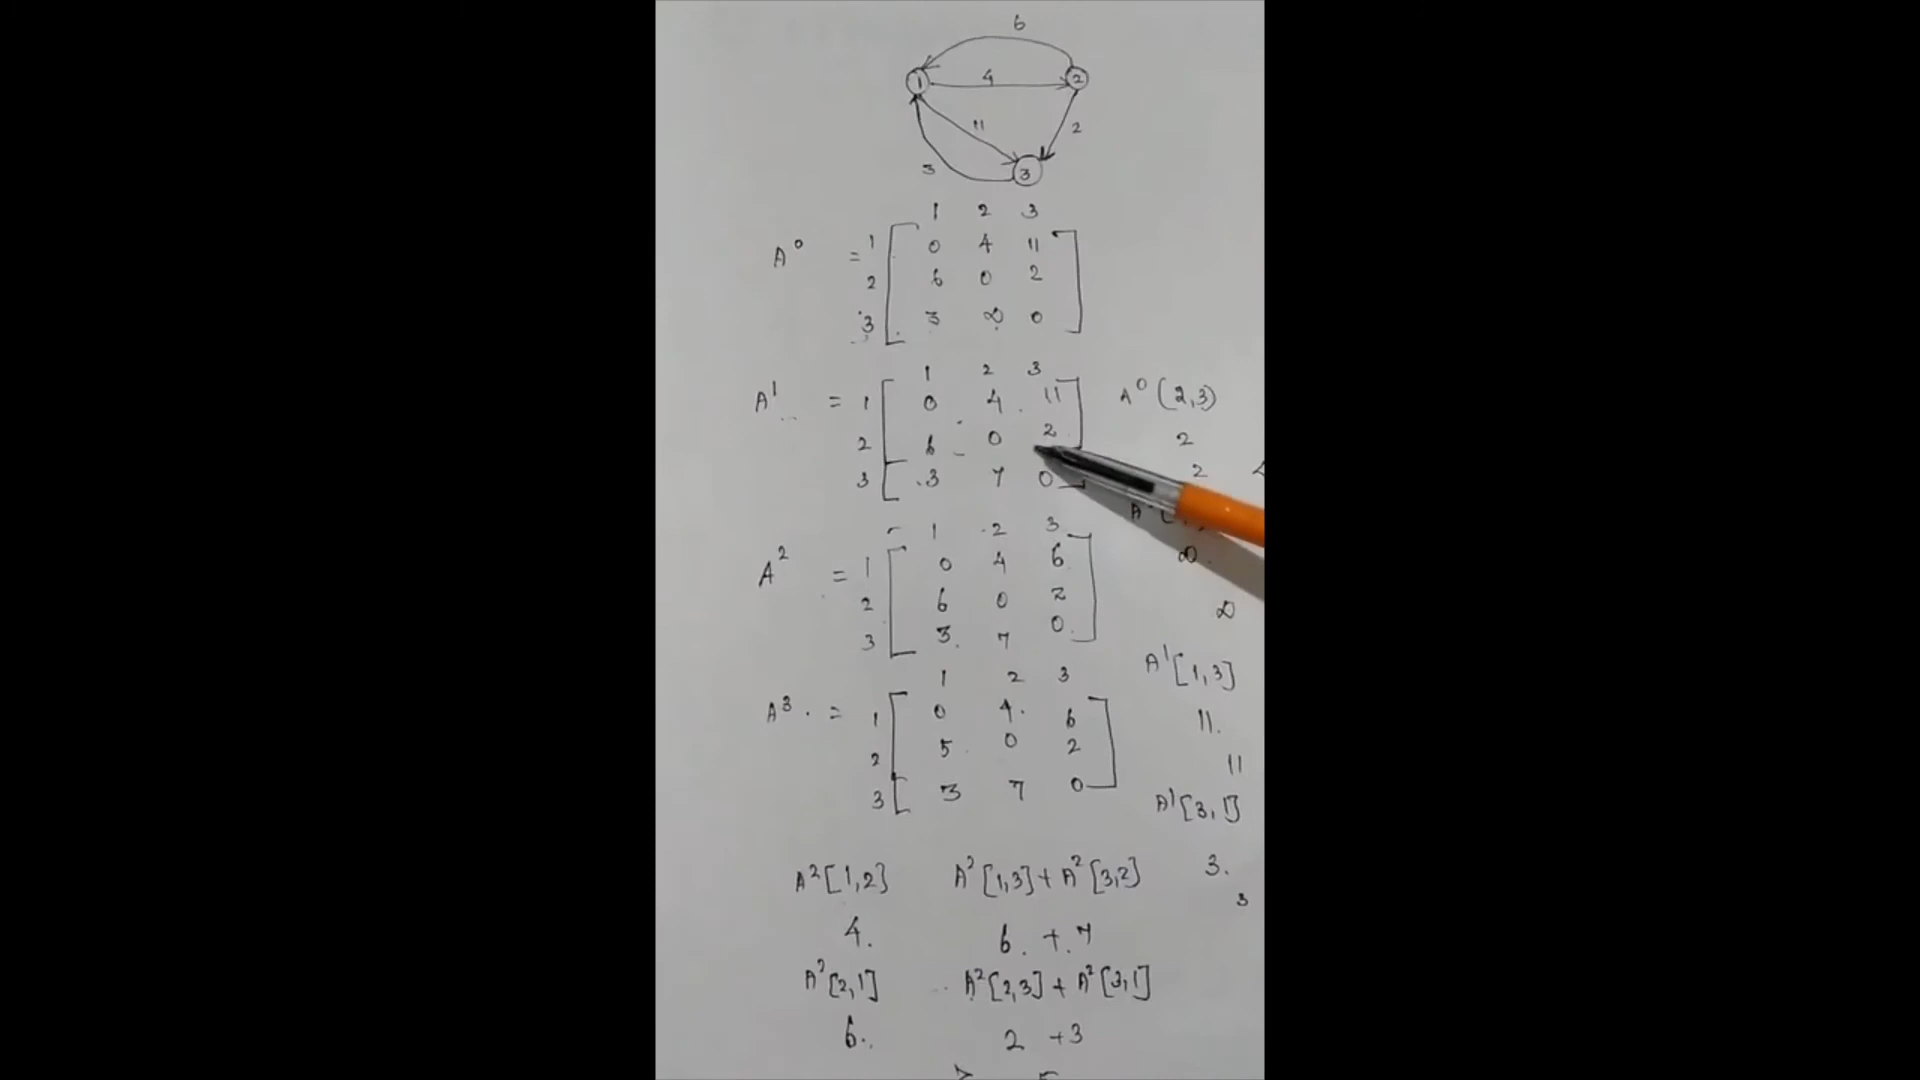 6
1 4 2
11 2
3 3
1 2 3
A⁰ = 1 0 4 11
2 6 0 2
3 3 ∞ 0
1 2 3
A¹ = 1 0 4 11 A⁰(2,3)
2 6 0 2 2
3 3 7 0 2
1 2 3
A² = 1 0 4 6 ∞
2 6 0 2 ∞
3 3 7 0
A¹[1,3]
1 2 3
A³ = 1 0 4 6 11
2 5 0 2 11
3 3 7 0 A¹[3,1]
A²[1,2] A²[1,3]+A²[3,2] 3
3
4. 6 + 7
A²[2,1] A²[2,3]+A²[3,1]
6. 2 +3